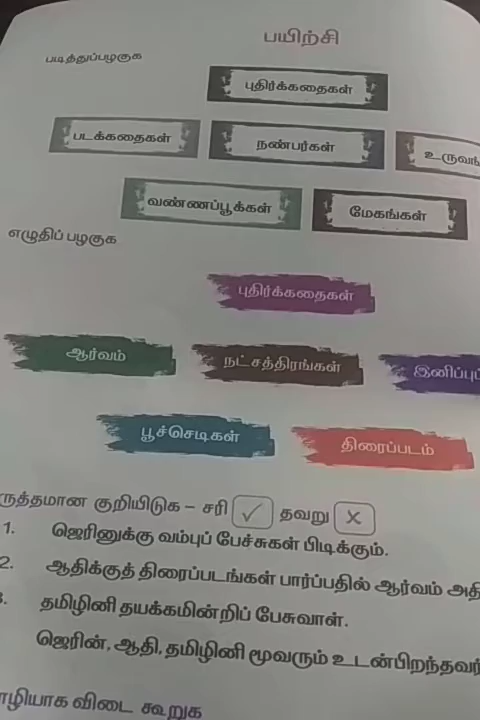 பயிற்சி
படித்துப்பழகுக
புதிர்க்கதைகள்
படக்கதைகள் நண்பர்கள்
வண்ணப்பூக்கள் மேகங்கள்
எழுதிப் பழகுக
புதிர்க்கதைகள்
ஆர்வம் நட்சத்திரங்கள்
பூச்செடிகள் திரைப்படம்
குறியிடுக – சரி ✓ தவறு ✗
1. ஜெரினுக்கு வம்புப் பேச்சுகள் பிடிக்கும்.
2. ஆதிக்குத் திரைப்படங்கள் பார்ப்பதில் ஆர்வம்
தமிழினி தயக்கமின்றிப் பேசுவாள்.
ஜெரின், ஆதி, தமிழினி மூவரும்
விடை கூறுக